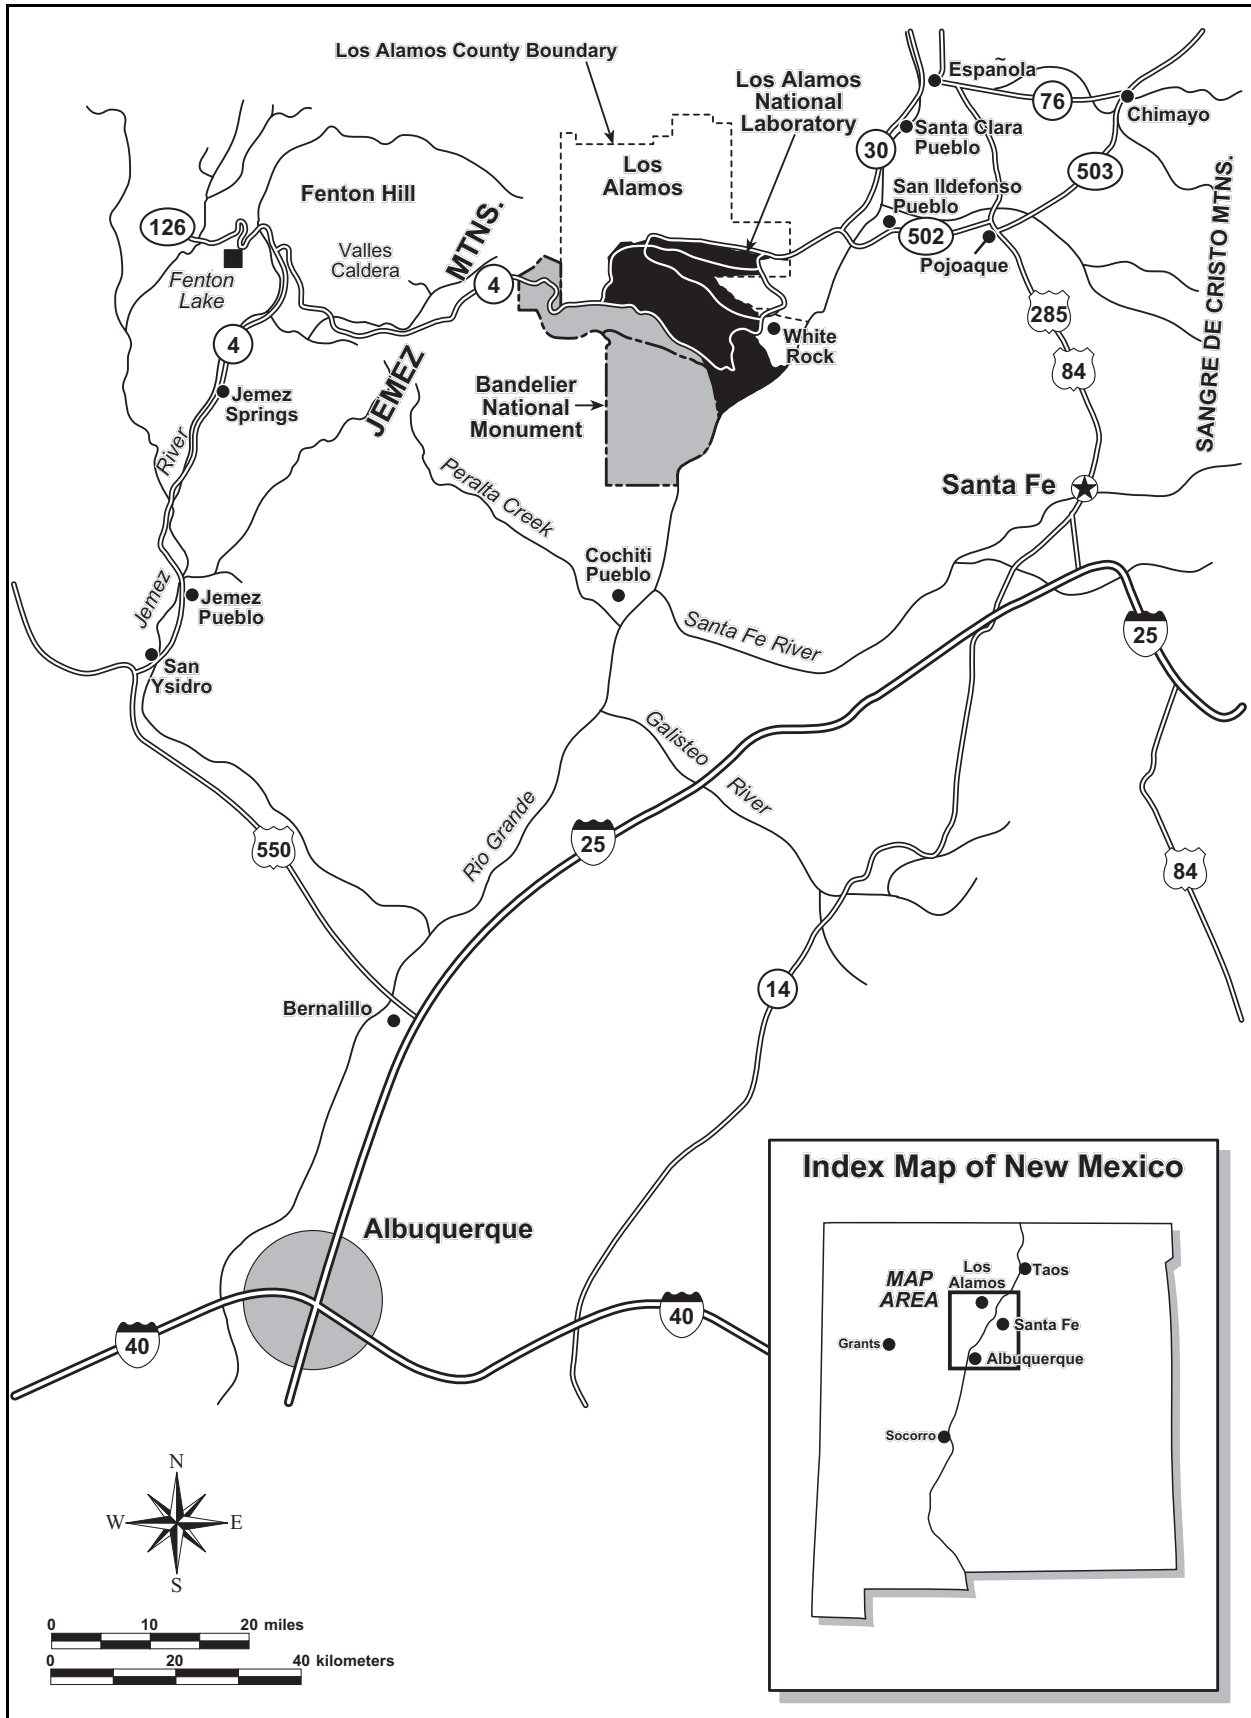 Los Alamos County Boundary
Los Alamos
National
Laboratory
Española
76
Chimayo
30
Santa Clara
Pueblo
503
Los
Alamos
San Ildefonso
Pueblo
502
Pojoaque
SANGRE DE CRISTO MTNS.
Fenton Hill
126
Valles
Caldera
JEMEZ MTNS.
Fenton
Lake
4
4
285
84
White
Rock
Jemez
Springs
Bandelier
National
Monument
Jemez River
Peralta Creek
Santa Fe
Cochiti
Pueblo
Jemez
Pueblo
San
Ysidro
Santa Fe River
25
Galisteo River
Rio Grande
25
550
84
14
Bernalillo
Albuquerque
40
40
N
W
E
S
0 10 20 miles
0 20 40 kilometers
Index Map of New Mexico
MAP
AREA
Los
Alamos
Taos
Santa Fe
Grants
Albuquerque
Socorro